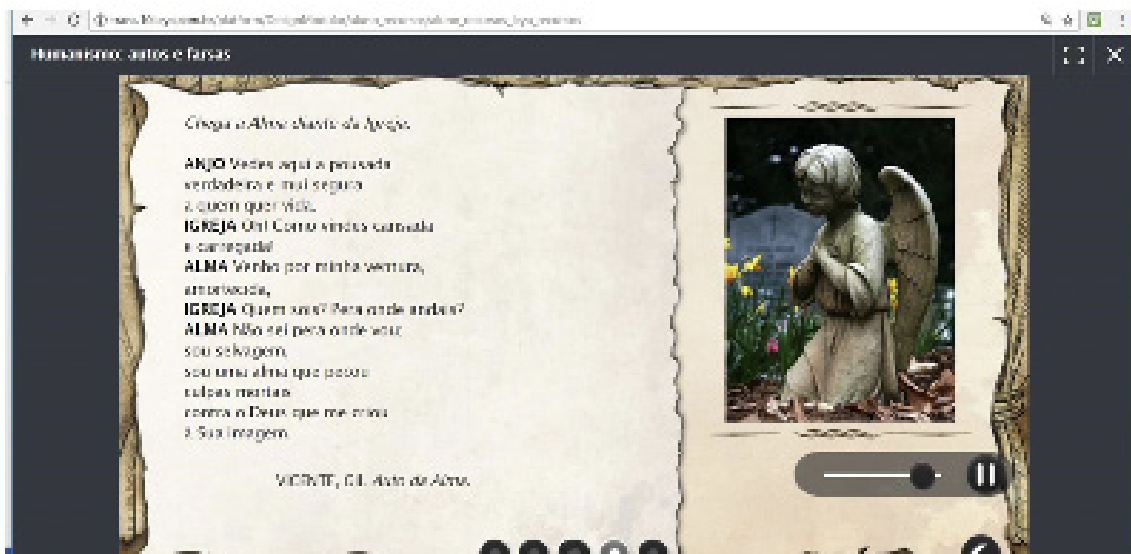 Humanismo: autos e farsas
Chega a Alma diante da Igreja.
ANJO Vedes aqui a pousada
verdadeira e mui segura
a quem quer vida.
IGREJA Oh! Como vindes cansada
e carregada!
ALMA Venho por minha ventura,
amortecida.
IGREJA Quem sois? Pera onde andais?
ALMA Não sei pera onde vou;
sou selvagem,
sou uma alma que pecou
culpas mortais
contra o Deus que me criou
à Sua imagem.
VICENTE, Gil. Auto da Alma.